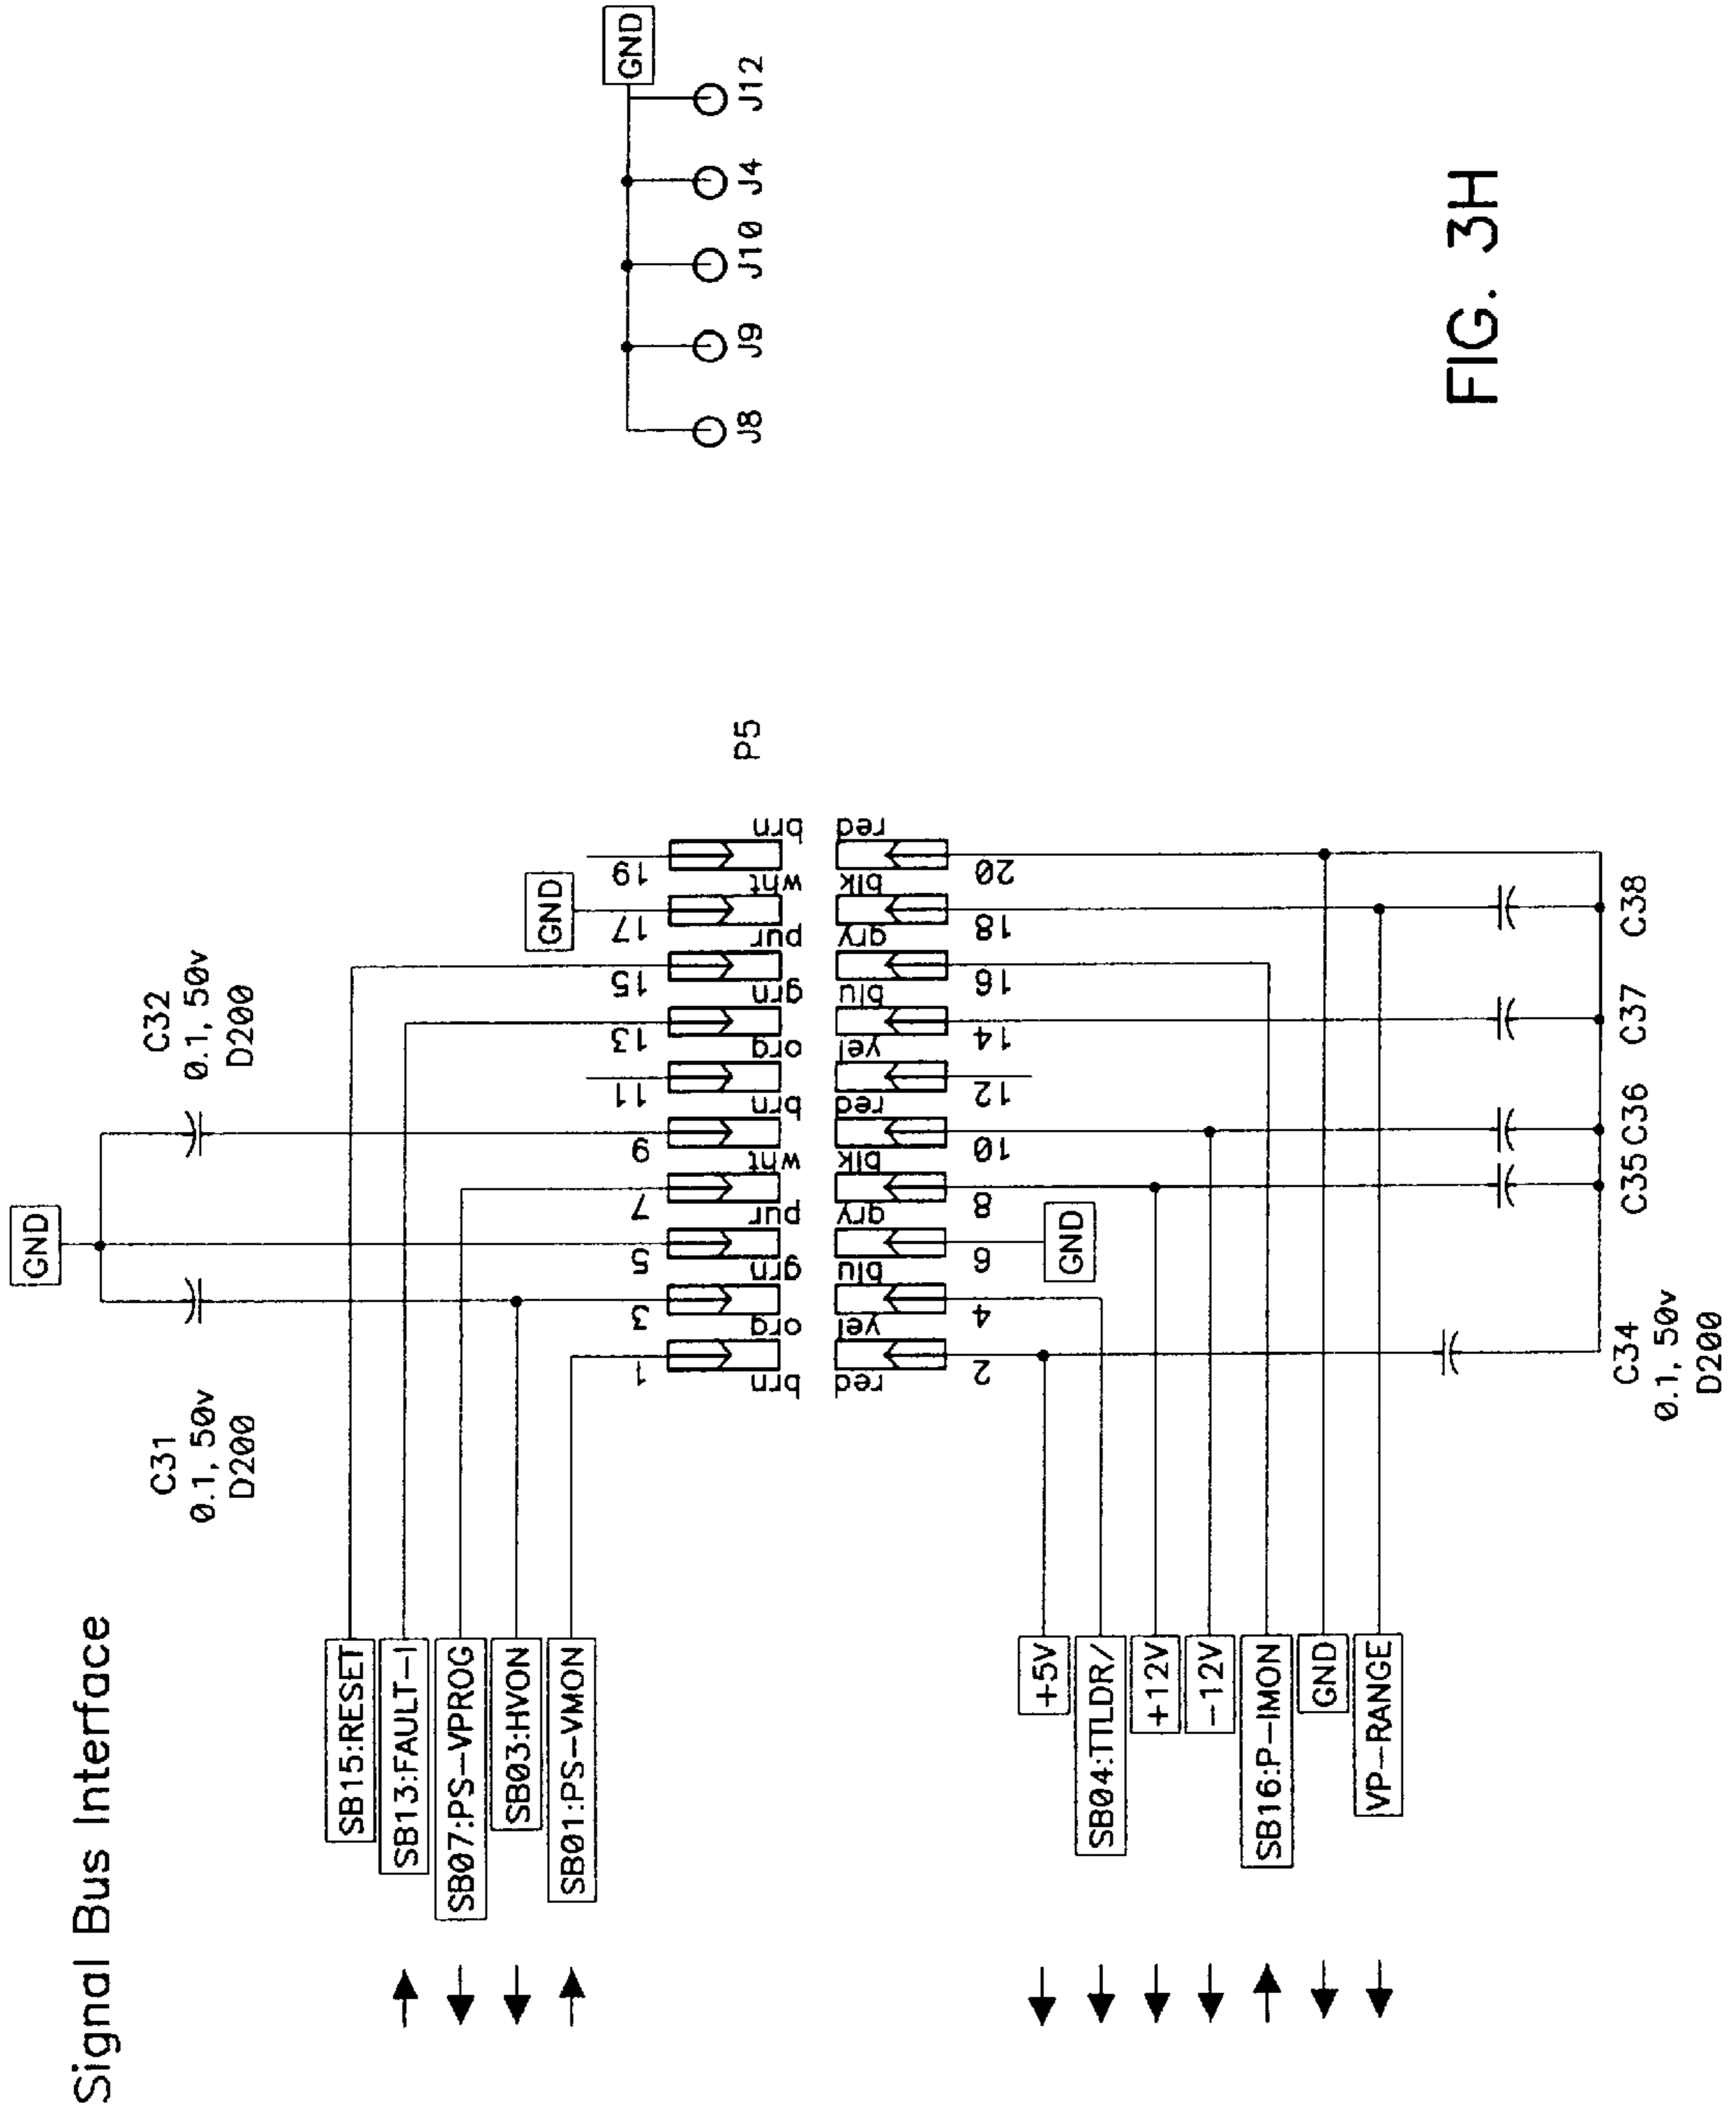 Signal Bus Interface
GND
C31
0.1, 50v
D200
C32
0.1, 50v
D200
SB15:RESET
SB13:FAULT-I
SB07:PS-VPROG
SB03:HVON
SB01:PS-VMON
GND
1 3 5 7 9 11 13 15 17 19
brn org grn pur wht brn org grn pur wht brn
P5
red yel blu gry blk red yel blu gry blk red
2 4 6 8 10 12 14 16 18 20
GND
+5V
SB04:TTLDR/
+12V
-12V
SB16:P-IMON
GND
VP-RANGE
C34
0.1, 50v
D200
C35 C36 C37 C38
GND
J8 J9 J10 J4 J12
FIG. 3H